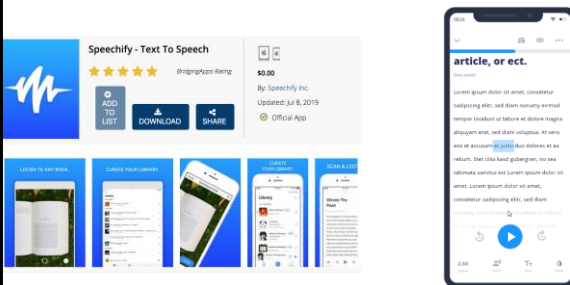 Speechify - Text To Speech
BridgingApps Rating
ADD
TO
LIST
DOWNLOAD
SHARE
$0.00
By: Speechify Inc.
Updated: Jul 8, 2019
Official App
LISTEN TO ANY BOOK.
CURATE YOUR LIBRARY.
CURATE
YOUR LIBRARY.
Library
SCAN & LIST
Winnie The
Pooh
article, or ect.
Lorem ipsum dolor sit amet, consetetur
sadipscing elitr, sed diam nonumy eirmod
tempor invidunt ut labore et dolore magna
aliquyam erat, sed diam voluptua. At vero
eos et accusam et justo duo dolores et ea
rebum. Stet clita kasd gubergren, no sea
takimata sanctus est Lorem ipsum dolor sit
amet. Lorem ipsum dolor sit amet,
consetetur sadipscing elitr, sed diam